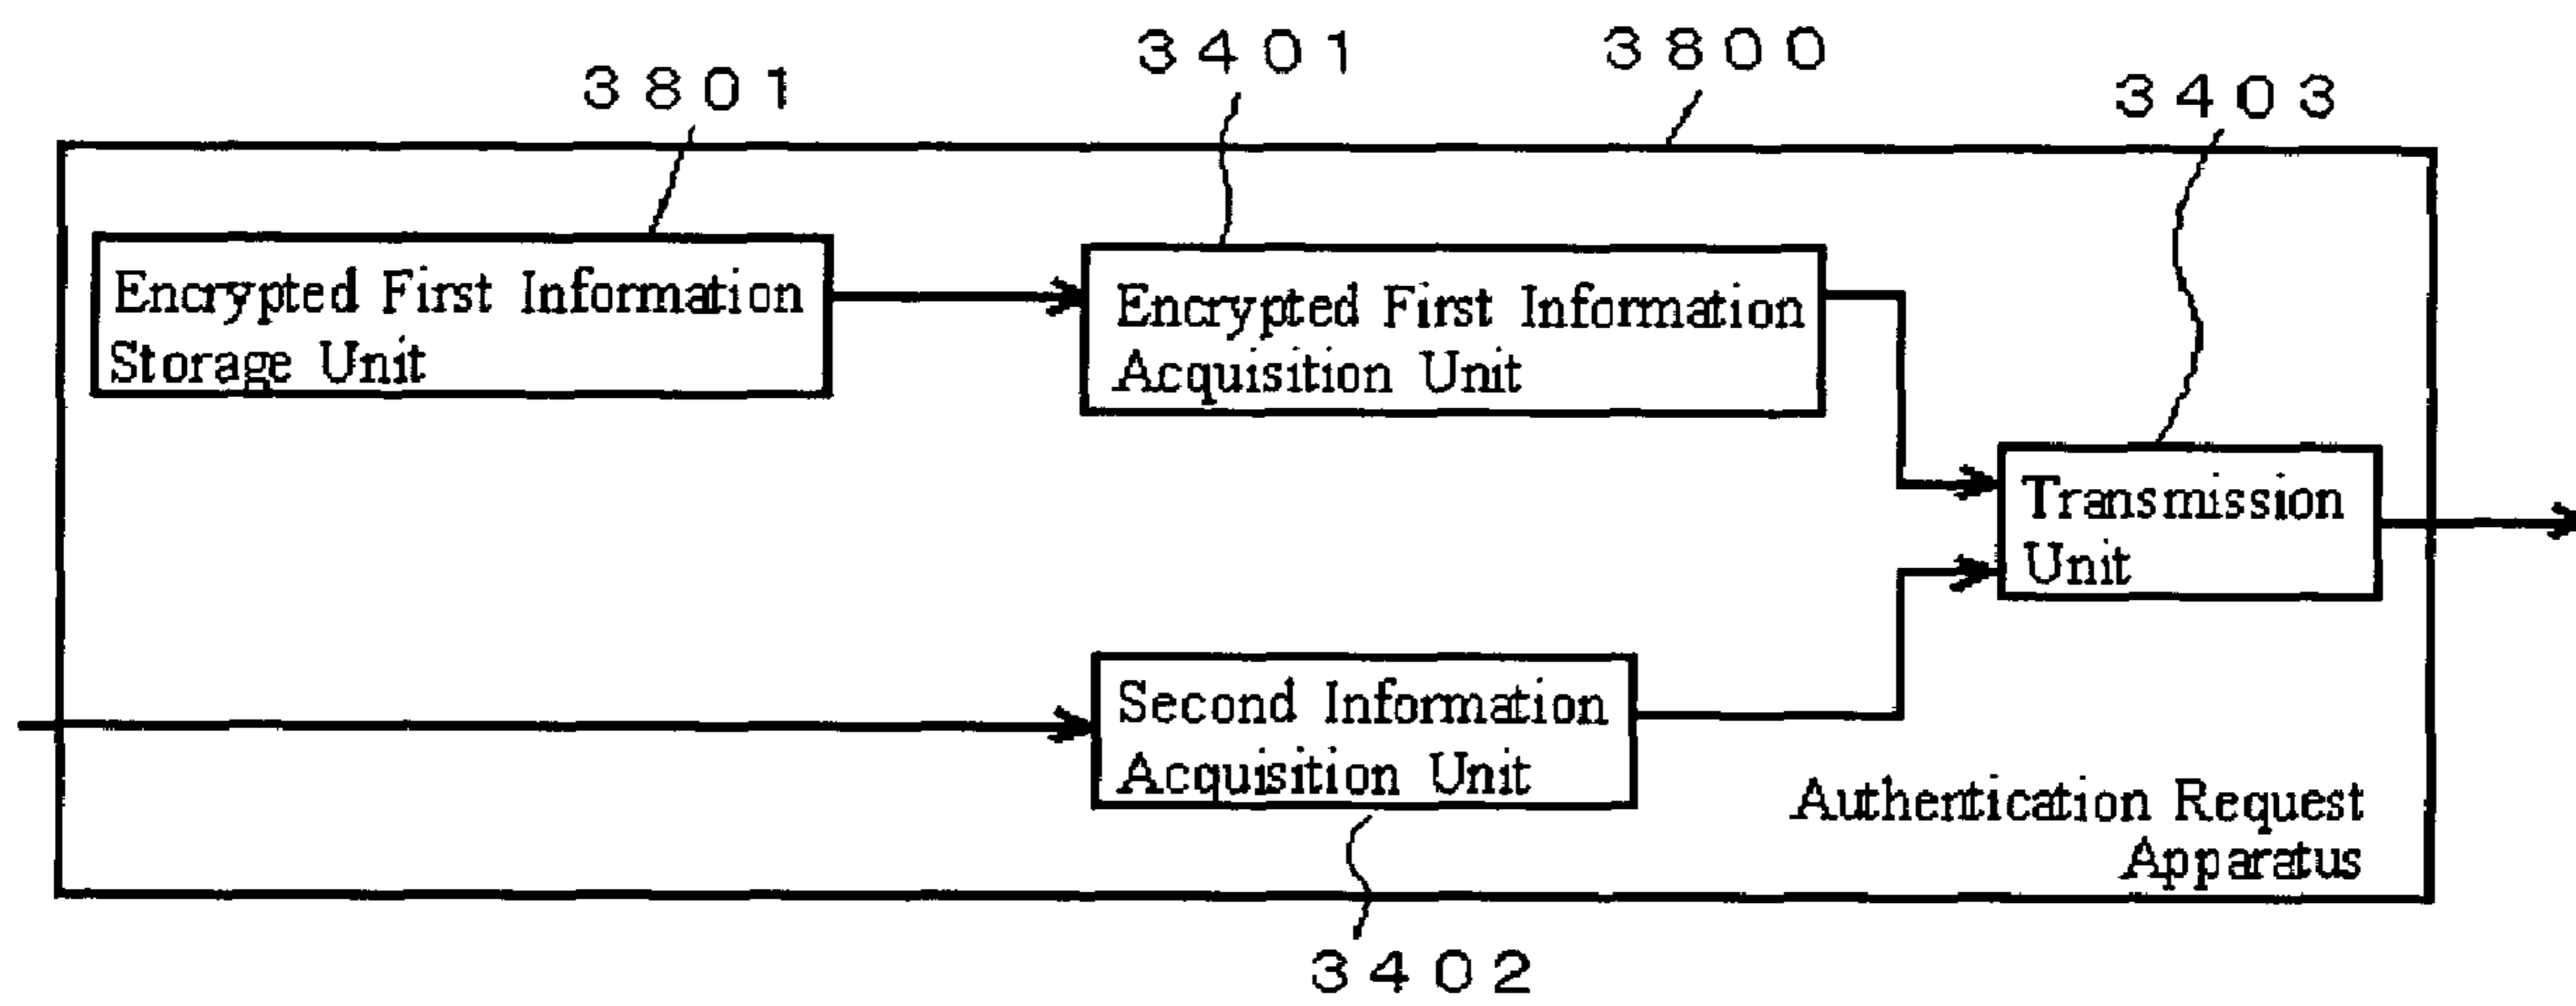 3801
3401
3800
3403
Encrypted First Information
Storage Unit
Encrypted First Information
Acquisition Unit
Transmission
Unit
Second Information
Acquisition Unit
Authentication Request
Apparatus
3402